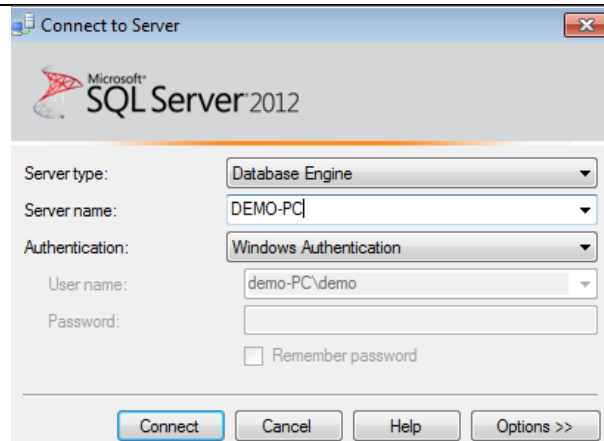 Connect to Server
Microsoft®
SQL Server® 2012
Server type: Database Engine
Server name: DEMO-PC
Authentication: Windows Authentication
User name: demo-PC\demo
Password:
Remember password
Connect Cancel Help Options >>